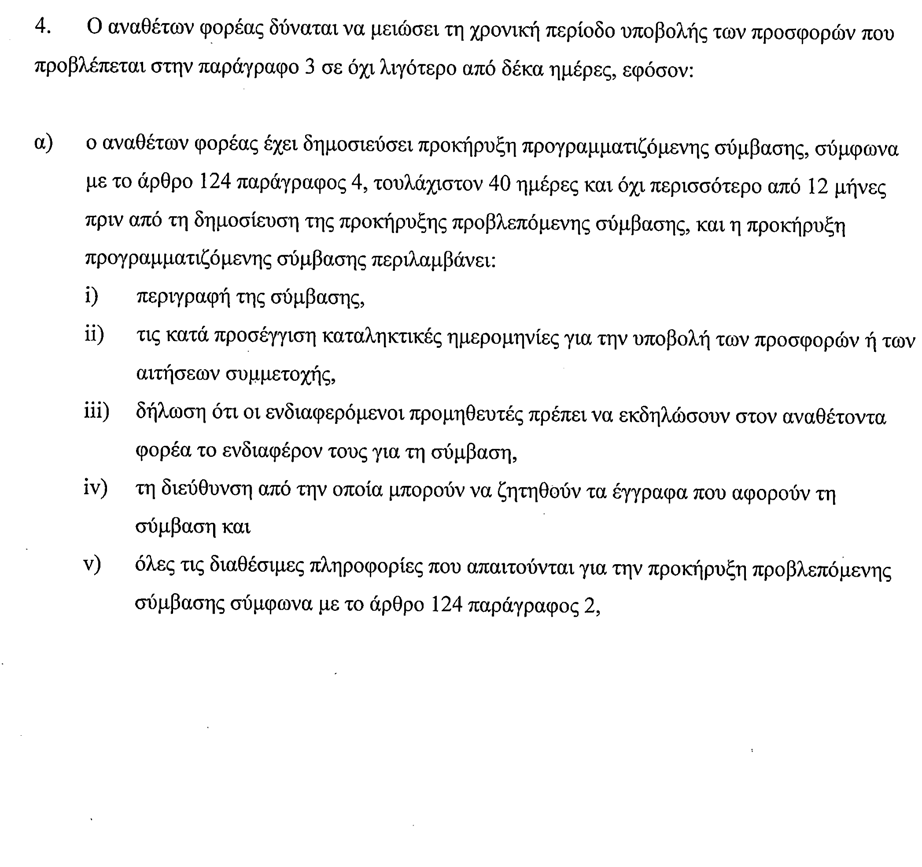 4. Ο αναθέτων φορέας δύναται να μειώσει τη χρονική περίοδο υποβολής των προσφορών που
προβλέπεται στην παράγραφο 3 σε όχι λιγότερο από δέκα ημέρες, εφόσον:
α) ο αναθέτων φορέας έχει δημοσιεύσει προκήρυξη προγραμματιζόμενης σύμβασης, σύμφωνα
με το άρθρο 124 παράγραφος 4, τουλάχιστον 40 ημέρες και όχι περισσότερο από 12 μήνες
πριν από τη δημοσίευση της προκήρυξης προβλεπόμενης σύμβασης, και η προκήρυξη
προγραμματιζόμενης σύμβασης περιλαμβάνει:
i) περιγραφή της σύμβασης,
ii) τις κατά προσέγγιση καταληκτικές ημερομηνίες για την υποβολή των προσφορών ή των
αιτήσεων συμμετοχής,
iii) δήλωση ότι οι ενδιαφερόμενοι προμηθευτές πρέπει να εκδηλώσουν στον αναθέτοντα
φορέα το ενδιαφέρον τους για τη σύμβαση,
iv) τη διεύθυνση από την οποία μπορούν να ζητηθούν τα έγγραφα που αφορούν τη
σύμβαση και
v) όλες τις διαθέσιμες πληροφορίες που απαιτούνται για την προκήρυξη προβλεπόμενης
σύμβασης σύμφωνα με το άρθρο 124 παράγραφος 2,